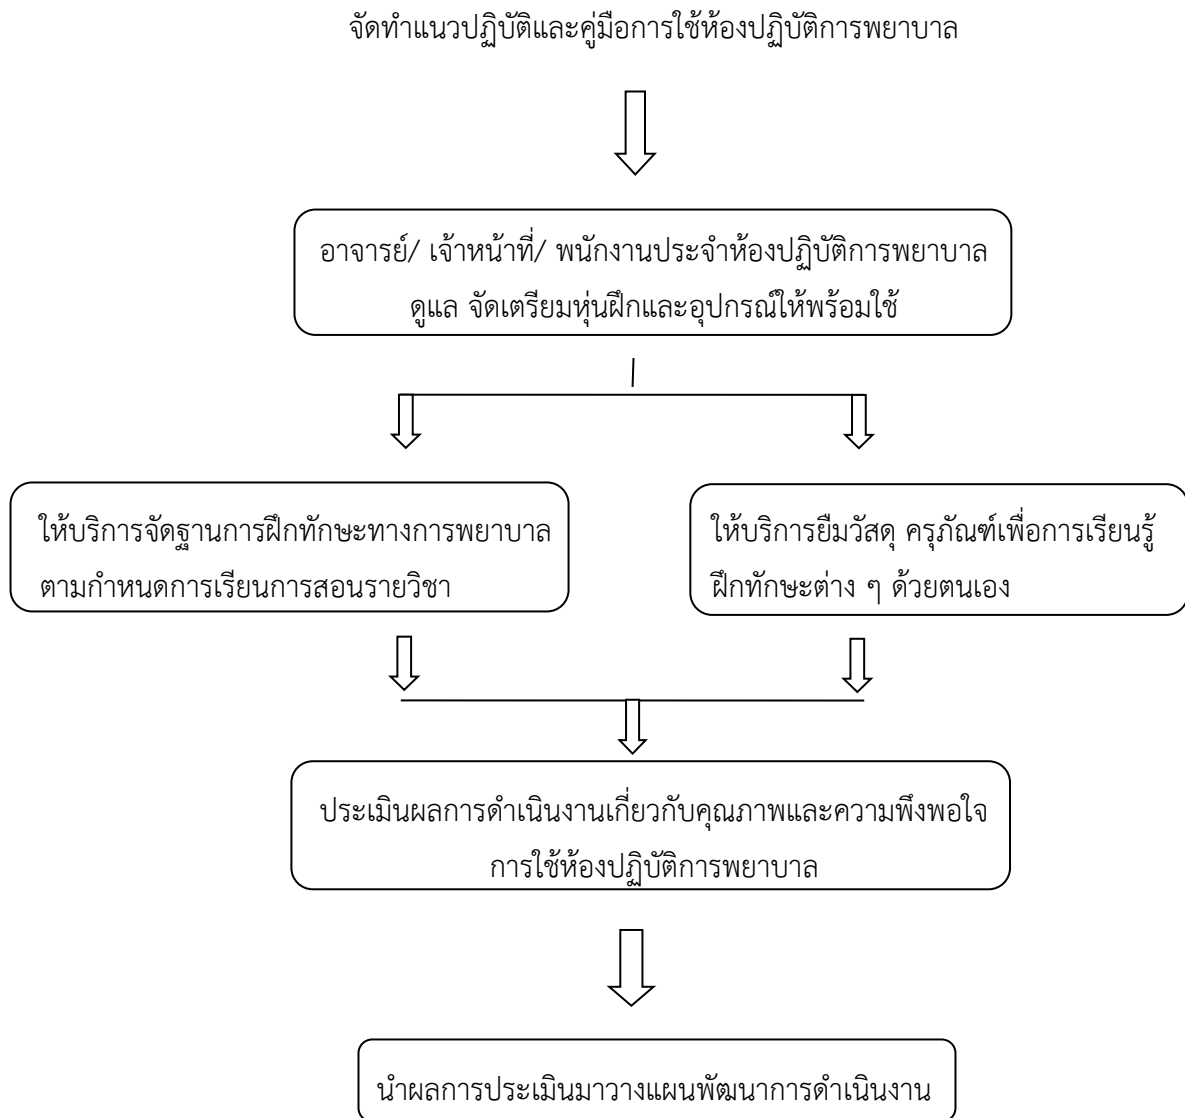 จัดทำแนวปฏิบัติและคู่มือการใช้ห้องปฏิบัติการพยาบาล
อาจารย์/ เจ้าหน้าที่/ พนักงานประจำห้องปฏิบัติการพยาบาล
ดูแล จัดเตรียมหุ่นฝึกและอุปกรณ์ให้พร้อมใช้
ให้บริการจัดฐานการฝึกทักษะทางการพยาบาล
ตามกำหนดการเรียนการสอนรายวิชา
ให้บริการยืมวัสดุ ครุภัณฑ์เพื่อการเรียนรู้
ฝึกทักษะต่าง ๆ ด้วยตนเอง
ประเมินผลการดำเนินงานเกี่ยวกับคุณภาพและความพึงพอใจ
การใช้ห้องปฏิบัติการพยาบาล
นำผลการประเมินมาวางแผนพัฒนาการดำเนินงาน